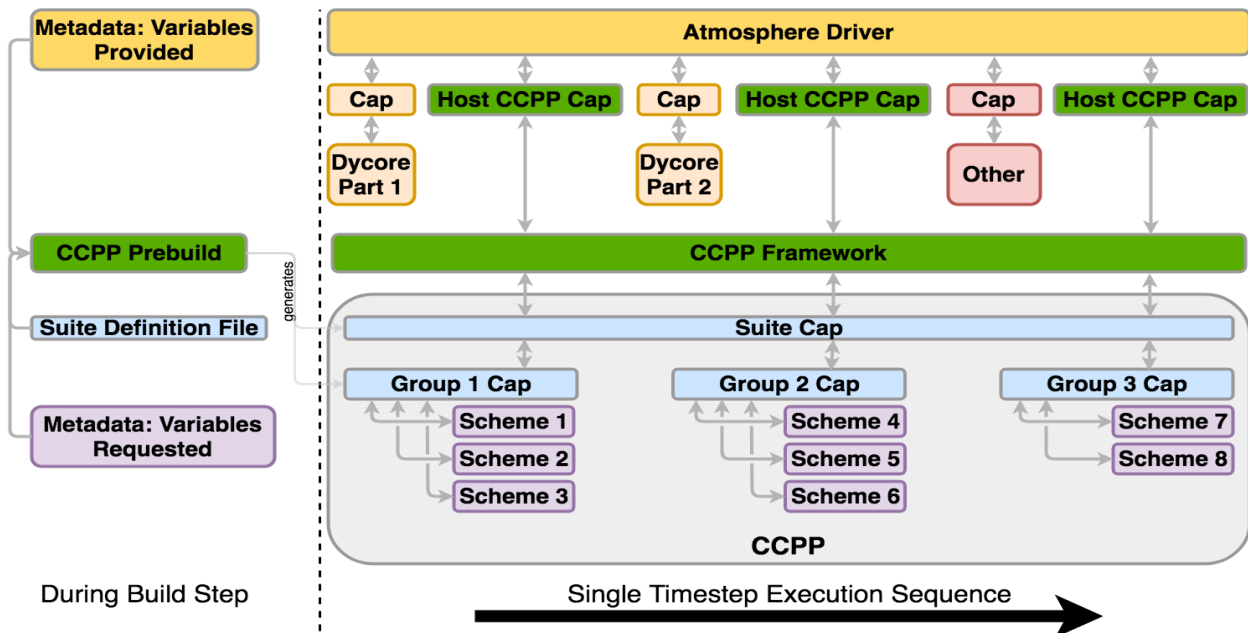 Metadata: Variables
Provided
Atmosphere Driver
Cap
Host CCPP Cap
Cap
Host CCPP Cap
Cap
Host CCPP Cap
Dycore
Part 1
Dycore
Part 2
Other
CCPP Prebuild
CCPP Framework
generates
Suite Definition File
Suite Cap
Group 1 Cap
Group 2 Cap
Group 3 Cap
Metadata: Variables
Requested
Scheme 1
Scheme 4
Scheme 7
Scheme 2
Scheme 5
Scheme 8
Scheme 3
Scheme 6
CCPP
During Build Step
Single Timestep Execution Sequence